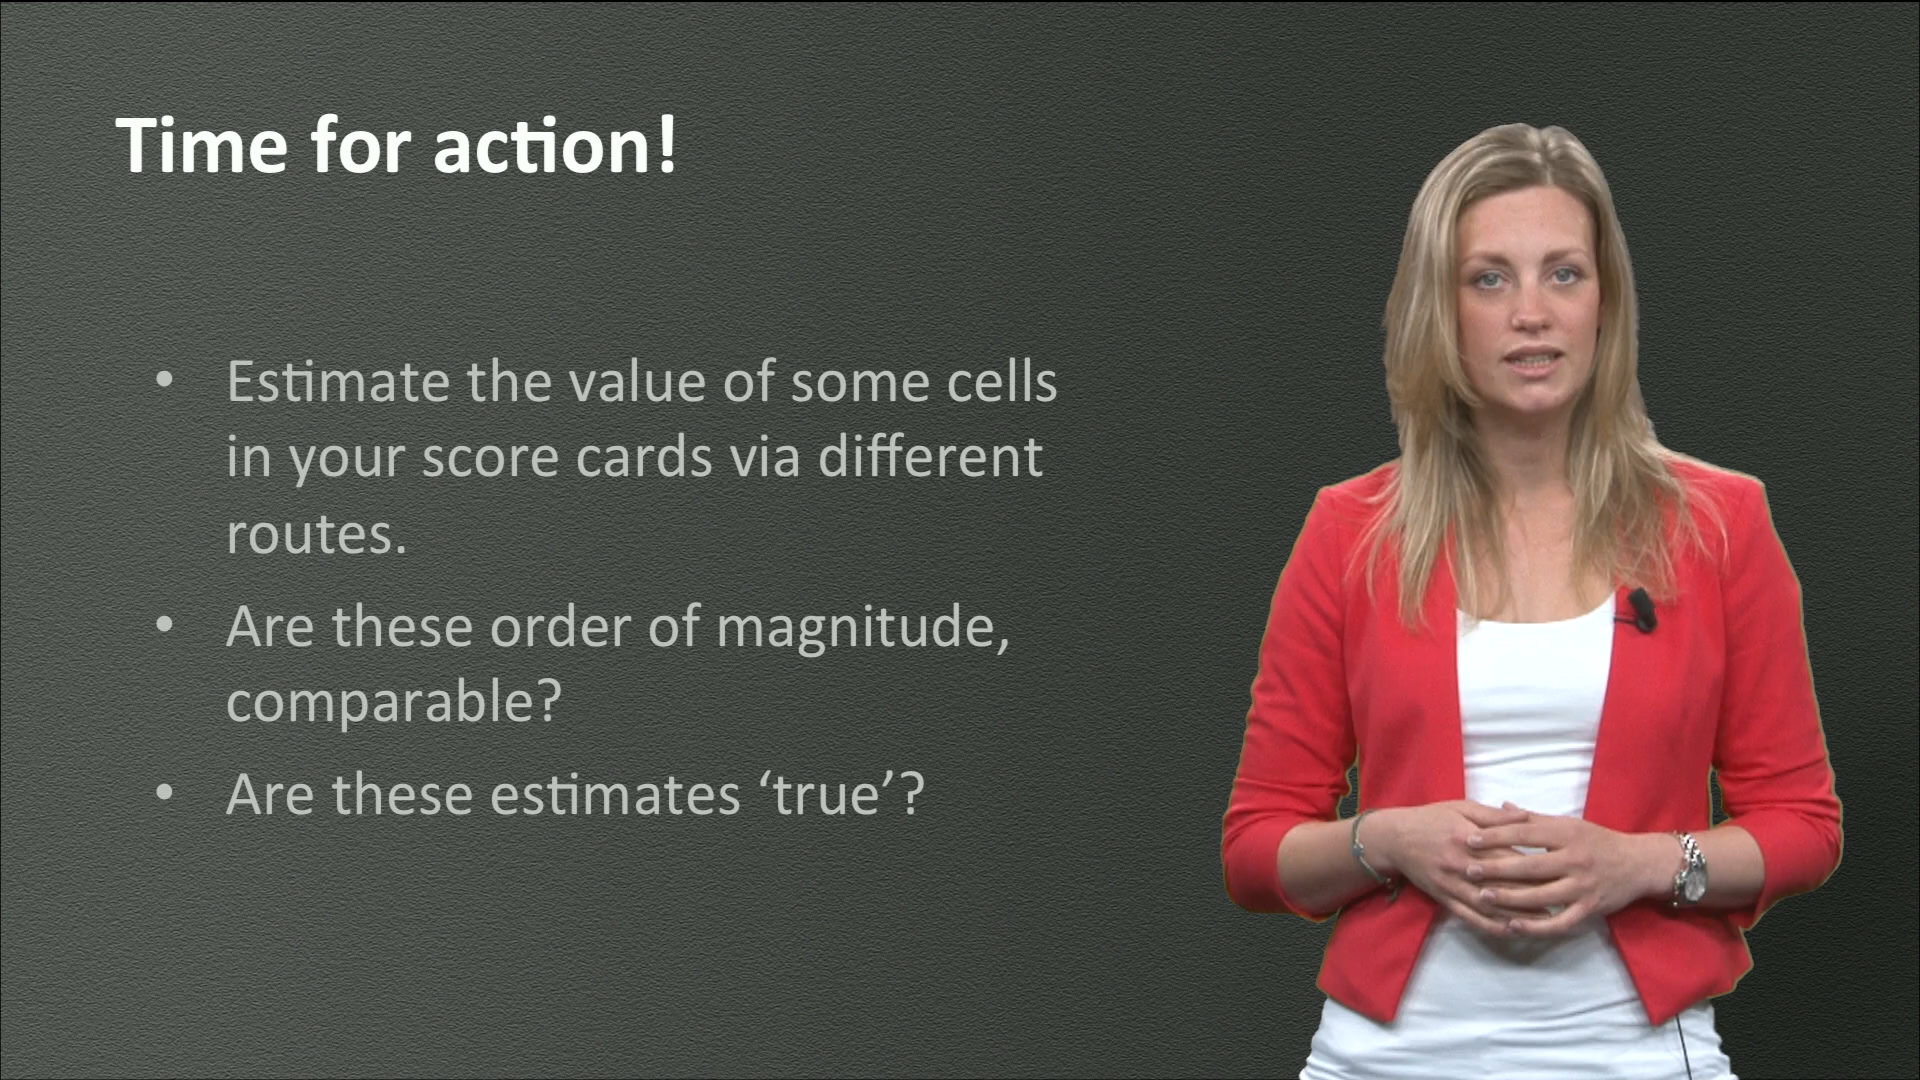 Time for action!
• Estimate the value of some cells
in your score cards via different
routes.
• Are these order of magnitude,
comparable?
• Are these estimates ‘true’?